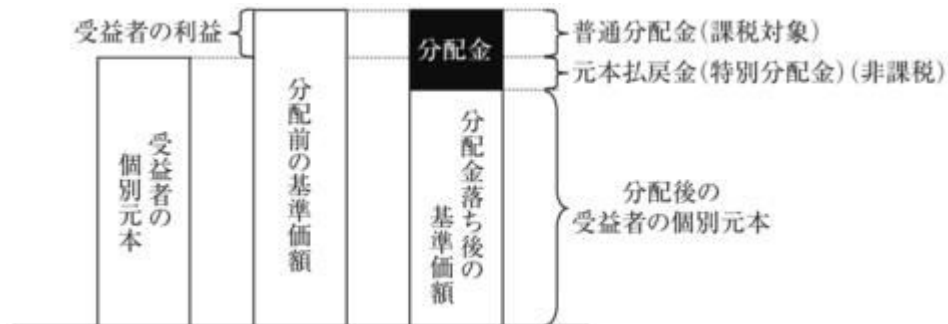 受益者の利益
分配金
普通分配金(課税対象)
元本払戻金(特別分配金)(非課税)
受益者の
個別元本
分配前の基準価額
分配金落ち後の
基準価額
分配後の
受益者の個別元本